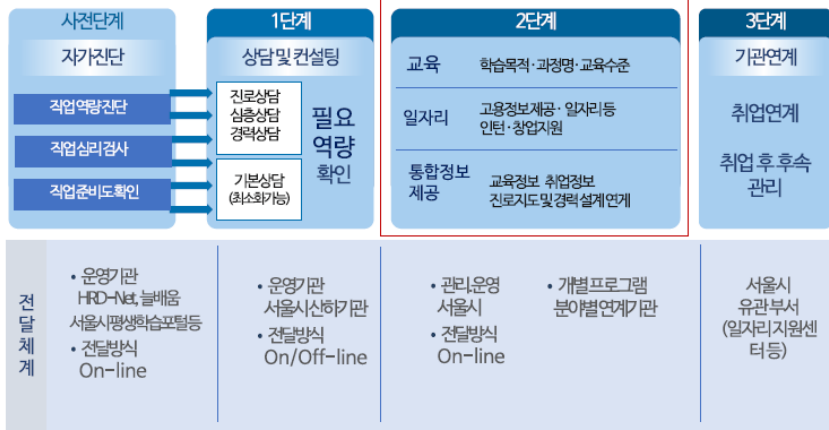 사전단계
자가진단
직업역량진단
직업심리검사
직업준비도확인
1단계
상담 및 컨설팅
진로상담
심층상담
경력상담
기본상담
(최소화가능)
필요
역량
확인
2단계
교육
학습목적·과정명·교육수준
일자리
고용정보제공·일자리등
인턴·창업지원
통합정보
제공
교육정보 취업정보
진로지도및경력설계연계
3단계
기관연계
취업연계
취업 후 후속
관리
전달체계
• 운영기관
HRD-Net, 늘배움
서울시평생학습포털등
• 전달방식
On-line
• 운영기관
서울시산하기관
• 전달방식
On/Off-line
• 관리.운영
서울시
• 전달방식
On-line
• 개별프로그램
분야별연계기관
서울시
유관부서
(일자리지원센
터 등)